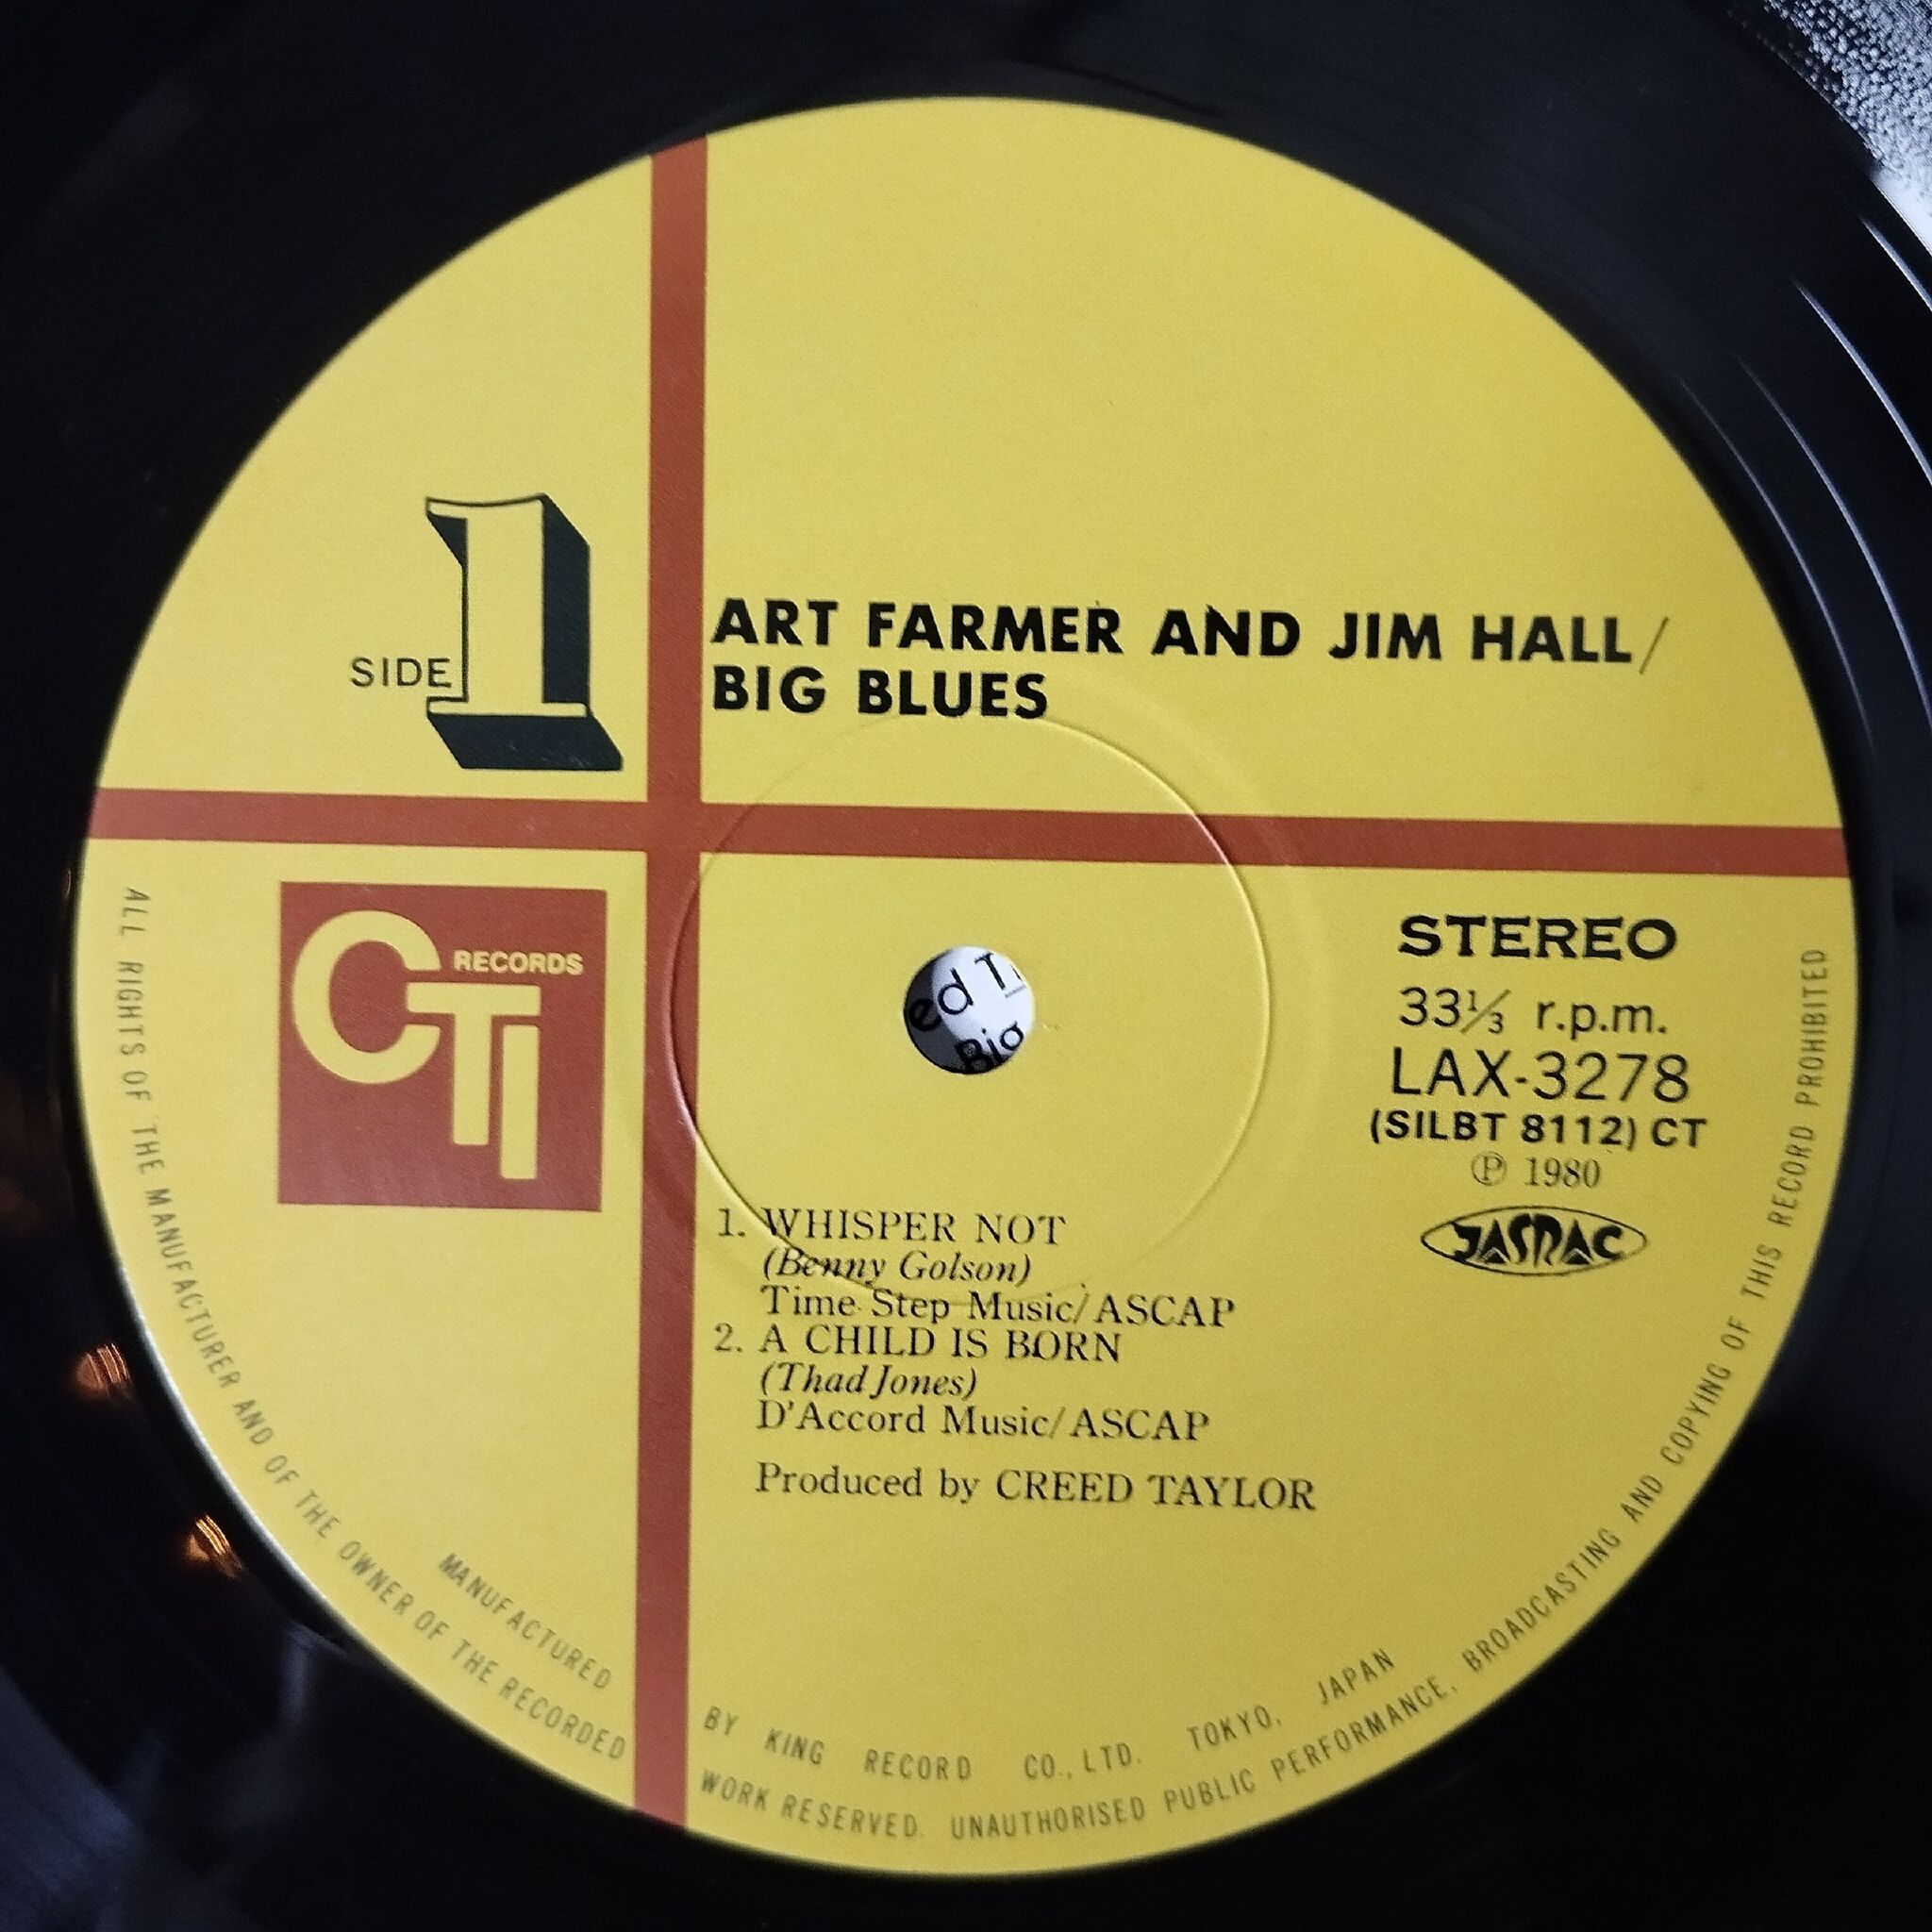 SIDE 1
ART FARMER AND JIM HALL/
BIG BLUES
CTI RECORDS
STEREO
33⅓ r.p.m.
LAX-3278
(SILBT 8112) CT
Ⓟ 1980
JASRAC
ed
Big
1. WHISPER NOT
(Benny Golson)
Time Step Music/ASCAP
2. A CHILD IS BORN
(Thad Jones)
D'Accord Music/ASCAP
Produced by CREED TAYLOR
MANUFACTURED BY KING RECORD CO., LTD. TOKYO, JAPAN
ALL RIGHTS OF THE MANUFACTURER AND OF THE OWNER OF THE RECORDED WORK RESERVED. UNAUTHORISED PUBLIC PERFORMANCE, BROADCASTING AND COPYING OF THIS RECORD PROHIBITED